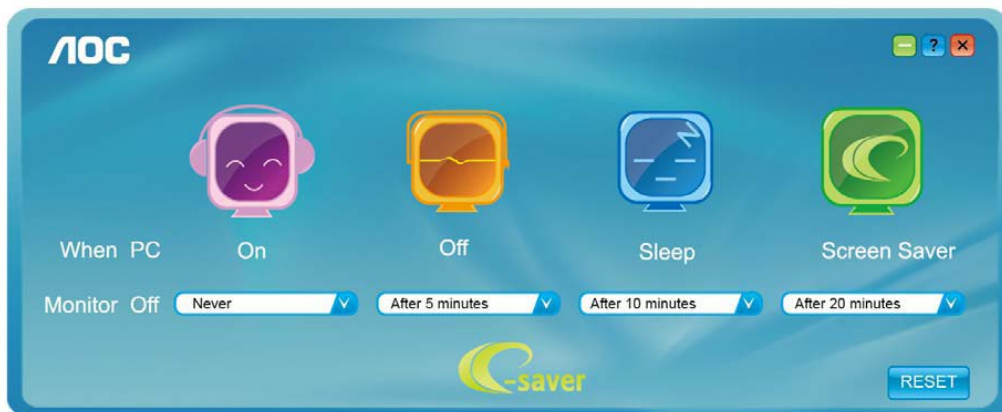 AOC
?
When PC On Off Sleep Screen Saver
Monitor Off Never After 5 minutes After 10 minutes After 20 minutes
e-saver
RESET